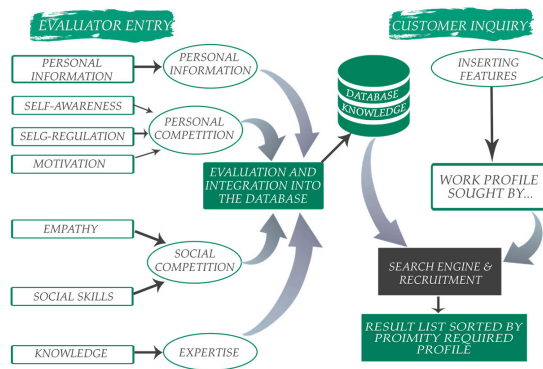 EVALUATOR ENTRY
PERSONAL
INFORMATION
PERSONAL
INFORMATION
SELF-AWARENESS
SELG-REGULATION
MOTIVATION
PERSONAL
COMPETITION
EMPATHY
SOCIAL SKILLS
SOCIAL
COMPETITION
KNOWLEDGE
EXPERTISE
EVALUATION AND
INTEGRATION INTO
THE DATABASE
DATABASE
KNOWLEDGE
CUSTOMER INQUIRY
INSERTING
FEATURES
WORK PROFILE
SOUGHT BY...
SEARCH ENGINE &
RECRUITMENT
RESULT LIST SORTED BY
PROIMITY REQUIRED
PROFILE